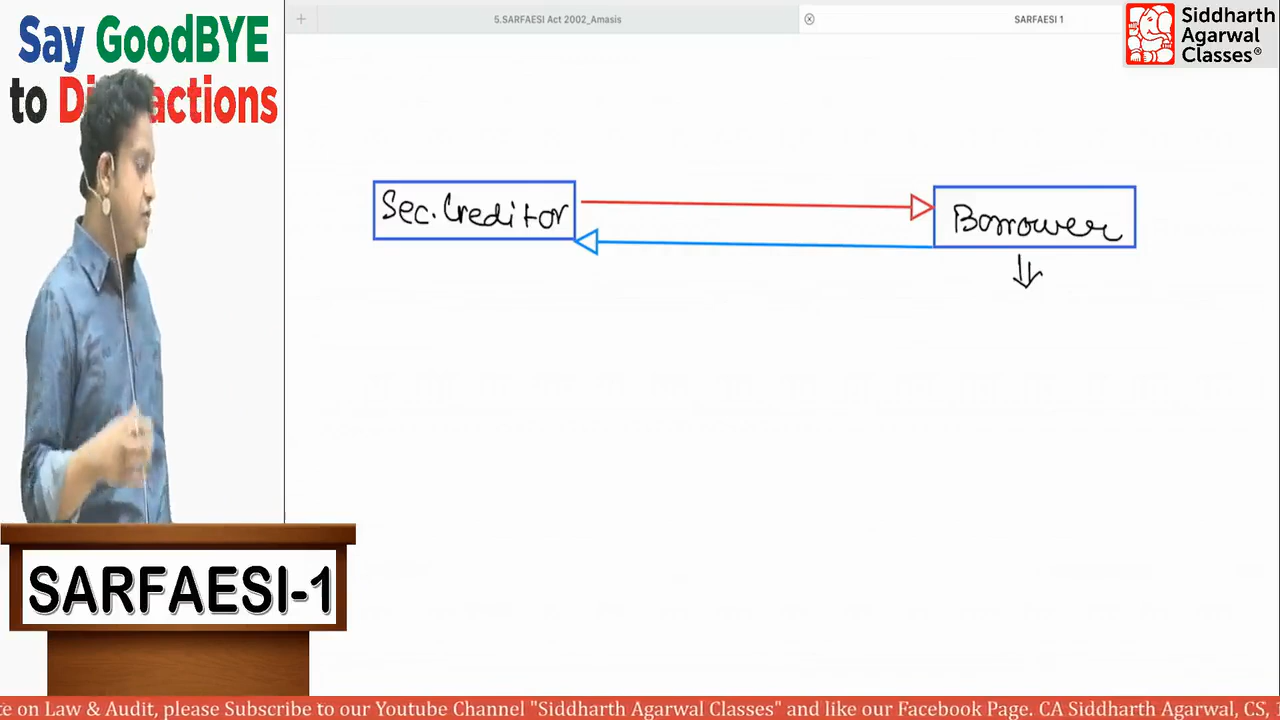 Say GoodBYE
to D actions
5.SARFAESI Act 2002_Amasis
SARFAESI 1
Siddharth
Agarwal
Classes®
Sec. Creditor
Borrower
SARFAESI-1
te on Law & Audit, please Subscribe to our Youtube Channel "Siddharth Agarwal Classes" and like our Facebook Page. CA Siddharth Agarwal, CS,